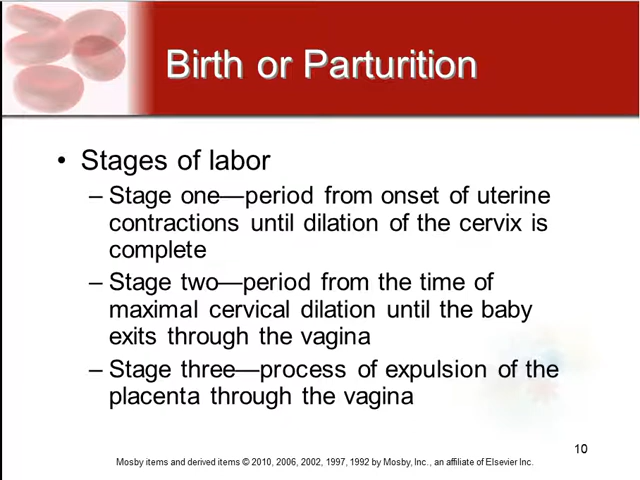 Birth or Parturition
• Stages of labor
– Stage one—period from onset of uterine
contractions until dilation of the cervix is
complete
– Stage two—period from the time of
maximal cervical dilation until the baby
exits through the vagina
– Stage three—process of expulsion of the
placenta through the vagina
10
Mosby items and derived items © 2010, 2006, 2002, 1997, 1992 by Mosby, Inc., an affiliate of Elsevier Inc.